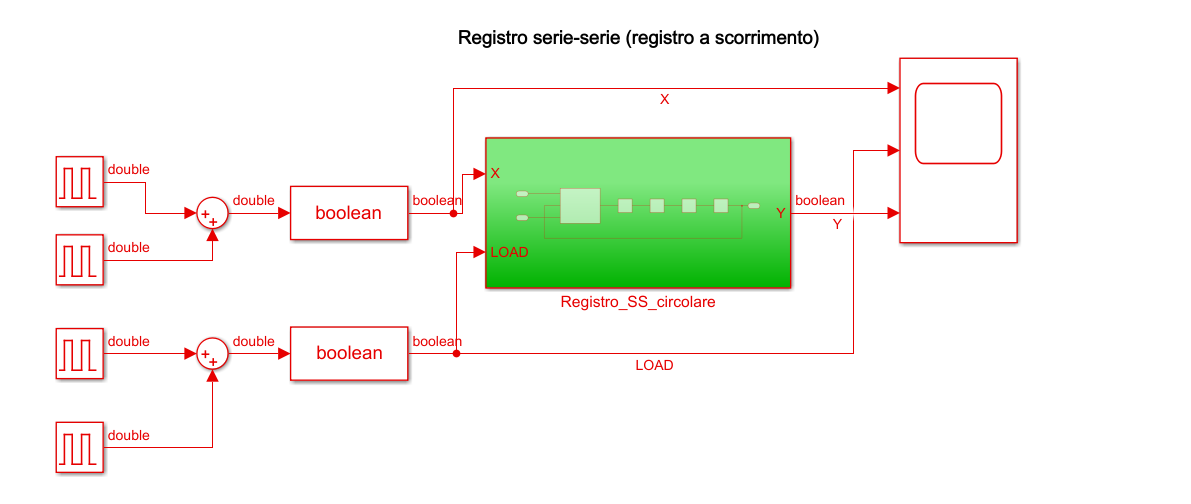 Registro serie-serie (registro a scorrimento)
X
double
double
boolean
boolean
X
boolean
Y
Y
double
LOAD
Registro_SS_circolare
double
double
boolean
boolean
LOAD
double